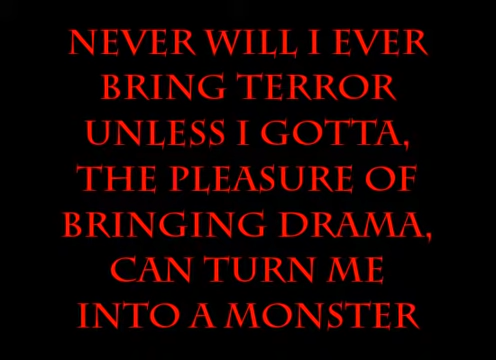 NEVER WILL I EVER
BRING TERROR
UNLESS I GOTTA,
THE PLEASURE OF
BRINGING DRAMA,
CAN TURN ME
INTO A MONSTER